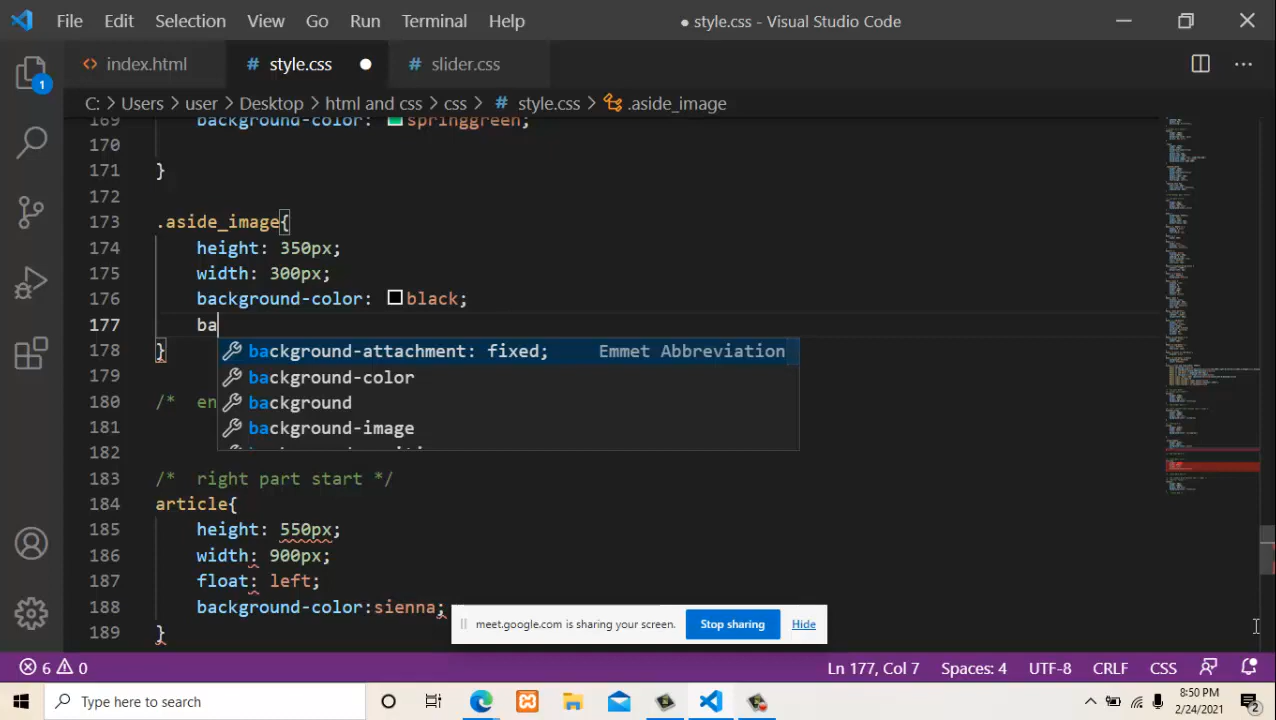 File Edit Selection View Go Run Terminal Help ● style.css - Visual Studio Code
index.html # style.css # slider.css
1
C: > Users > user > Desktop > html and css > css > # style.css > .aside_image
169 background-color: springgreen;
170
171 }
172
173 .aside_image{
174 height: 350px;
175 width: 300px;
176 background-color: black;
177 ba
background-attachment: fixed; Emmet Abbreviation
178 }
background-color
179
background
180 /* en
background-image
181
182
183 /* right part start */
184 article{
185 height: 550px;
186 width: 900px;
187 float: left;
188 background-color:sienna;
189 }
meet.google.com is sharing your screen. Stop sharing Hide
6 0 Ln 177, Col 7 Spaces: 4 UTF-8 CRLF CSS
Type here to search 8:50 PM
2/24/2021 2